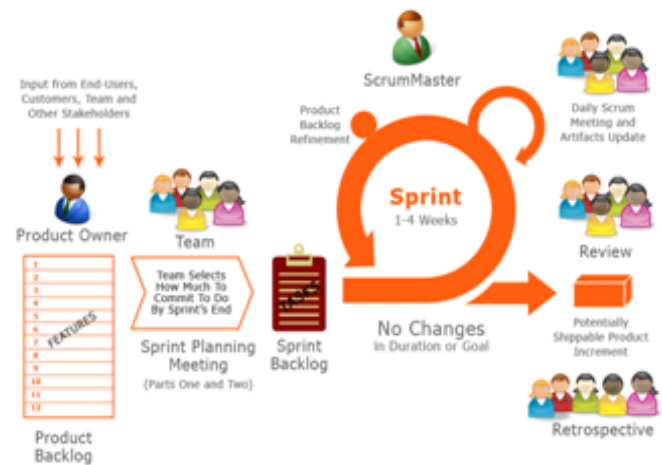 Input from End-Users,
Customers, Team and
Other Stakeholders
Product Owner
1
2
3
4
5
6
7
8
9
10
11
12
FEATURES
Product
Backlog
Team
Team Selects
How Much To
Commit To Do
By Sprint's End
Sprint Planning
Meeting
(Parts One and Two)
TASKS
Sprint
Backlog
ScrumMaster
Product
Backlog
Refinement
Sprint
1-4 Weeks
No Changes
in Duration or Goal
Daily Scrum
Meeting and
Artifacts Update
Review
Potentially
Shippable Product
Increment
Retrospective